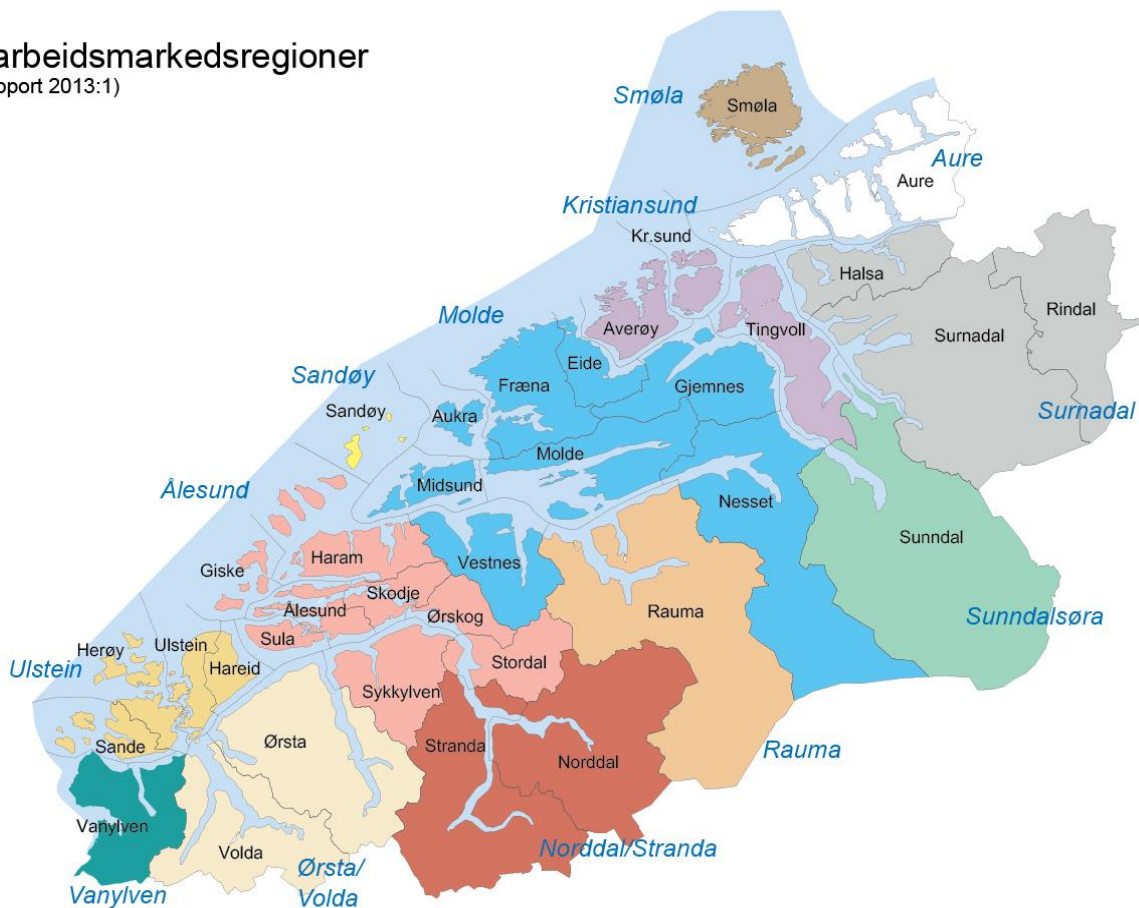 arbeidsmarkedsregioner
port 2013:1)
Smøla
Smøla
Aure
Aure
Kristiansund
Kr.sund
Halsa
Rindal
Surnadal
Averøy
Tingvoll
Molde
Eide
Fræna
Gjemnes
Sandøy
Sandøy
Aukra
Surnadal
Molde
Midsund
Nesset
Ålesund
Sunndal
Haram
Vestnes
Giske
Skodje
Ålesund
Ørskog
Rauma
Sunndalsøra
Sula
Herøy
Ulstein
Ulstein
Hareid
Stordal
Sykkylven
Ørsta
Stranda
Sande
Norddal
Rauma
Vanylven
Volda
Norddal/Stranda
Ørsta/
Volda
Vanylven